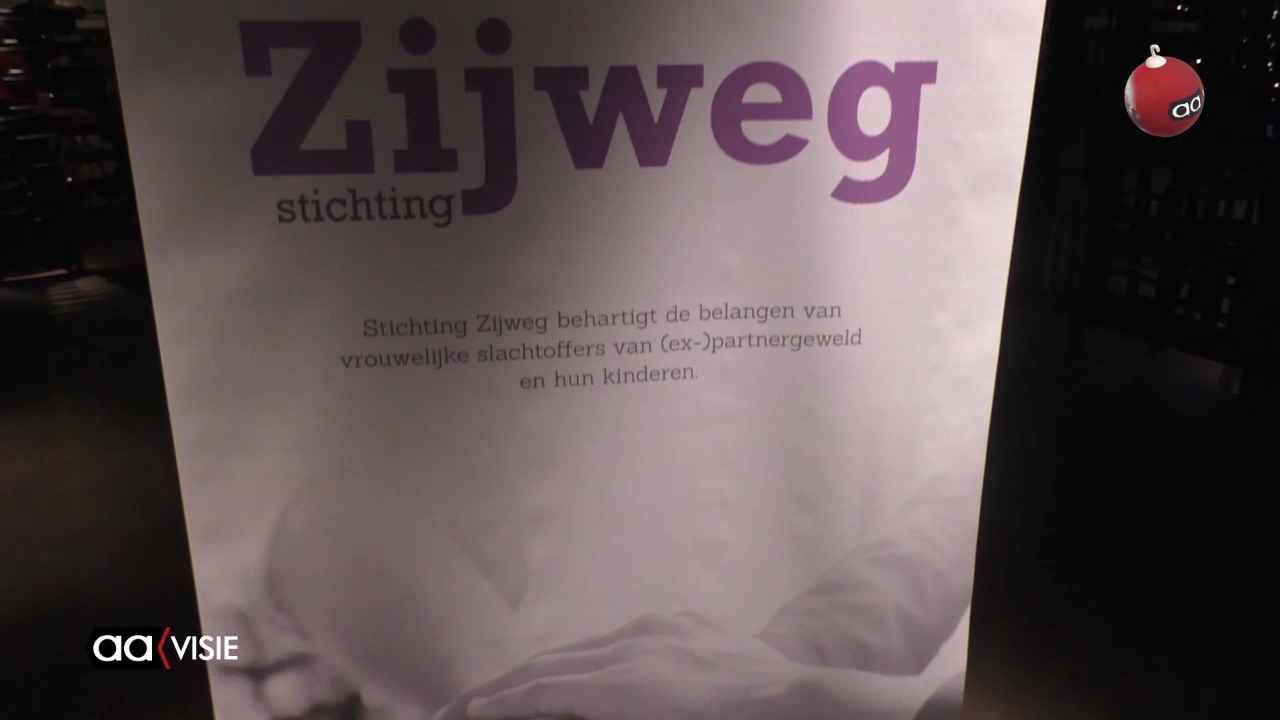 Zijweg
stichting
Stichting Zijweg behartigt de belangen van
vrouwelijke slachtoffers van (ex-)partnergeweld
en hun kinderen.
aa
aa VISIE